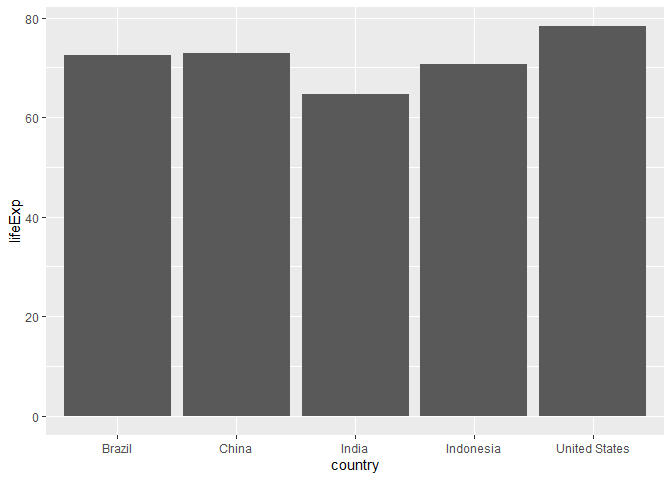 80
60
40
20
0
lifeExp
Brazil
China
India
Indonesia
United States
country